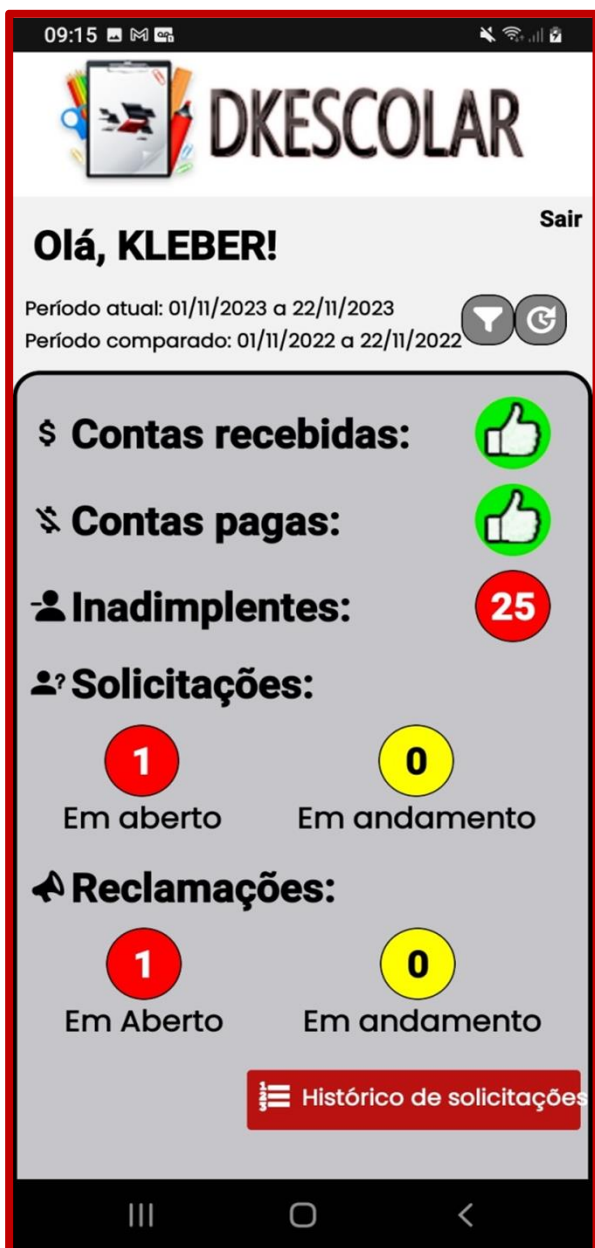 09:15
DKESCOLAR
Sair
Olá, KLEBER!
Período atual: 01/11/2023 a 22/11/2023
Período comparado: 01/11/2022 a 22/11/2022
$ Contas recebidas:
Contas pagas:
Inadimplentes: 25
Solicitações:
1 0
Em aberto Em andamento
Reclamações:
1 0
Em Aberto Em andamento
Histórico de solicitações